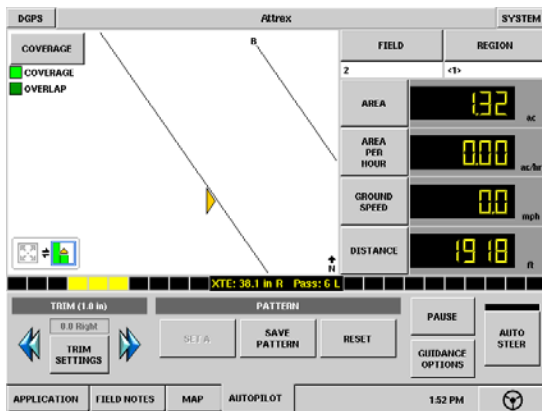 DGPS
Attrex
SYSTEM
COVERAGE
COVERAGE
OVERLAP
B
N
FIELD
REGION
2
<1>
AREA
1.32
ac
AREA
PER
HOUR
0.00
ac/hr
GROUND
SPEED
0.0
mph
DISTANCE
1918
ft
XTE: 38.1 in R Pass: 6 L
TRIM (1.0 in)
0.0 Right
TRIM
SETTINGS
PATTERN
SET A
SAVE
PATTERN
RESET
PAUSE
GUIDANCE
OPTIONS
AUTO
STEER
APPLICATION
FIELD NOTES
MAP
AUTOPILOT
1:52 PM